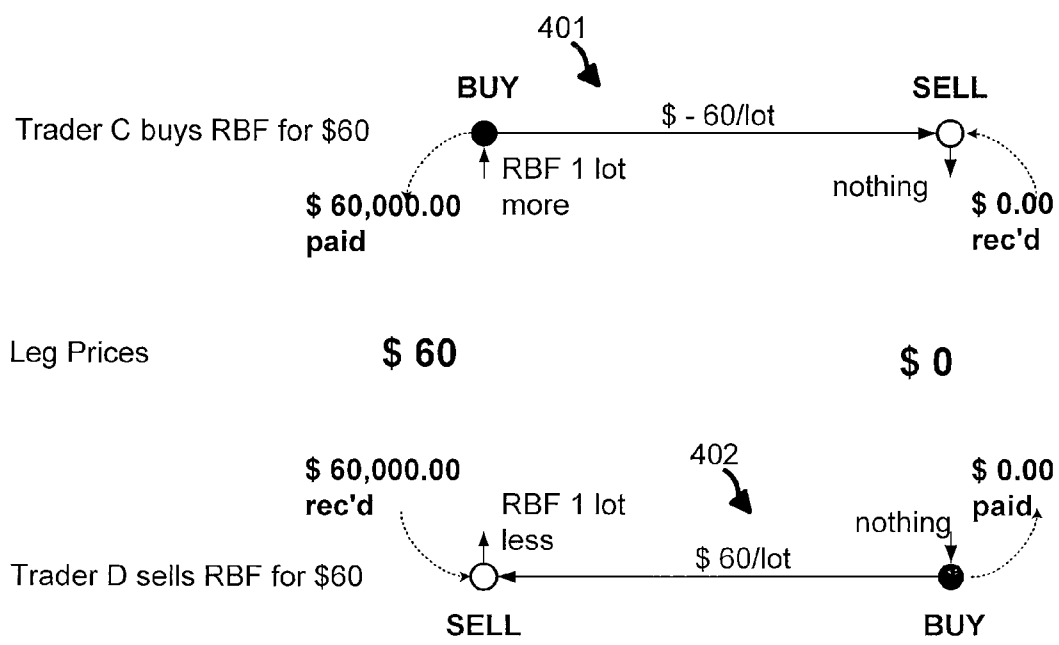 401
BUY
SELL
Trader C buys RBF for $60
$ - 60/lot
RBF 1 lot
more
nothing
$ 60,000.00
paid
$ 0.00
rec'd
Leg Prices
$ 60
$ 0
402
$ 60,000.00
rec'd
RBF 1 lot
less
$ 0.00
paid
nothing
$ 60/lot
Trader D sells RBF for $60
SELL
BUY